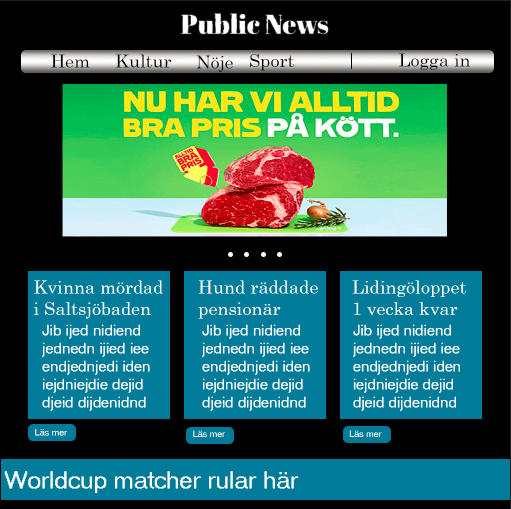 Public News
Hem Kultur Nöje Sport | Logga in
NU HAR VI ALLTID
BRA PRIS PÅ KÖTT.
ALLTID
BRA
PRIS
Kvinna mördad
i Saltsjöbaden
Jib ijed nidiend
jednedn ijied iee
endjednjedi iden
iejdniejdie dejid
djeid dijdenidnd
Läs mer
Hund räddade
pensionär
Jib ijed nidiend
jednedn ijied iee
endjednjedi iden
iejdniejdie dejid
djeid dijdenidnd
Läs mer
Lidingöloppet
1 vecka kvar
Jib ijed nidiend
jednedn ijied iee
endjednjedi iden
iejdniejdie dejid
djeid dijdenidnd
Läs mer
Worldcup matcher rular här